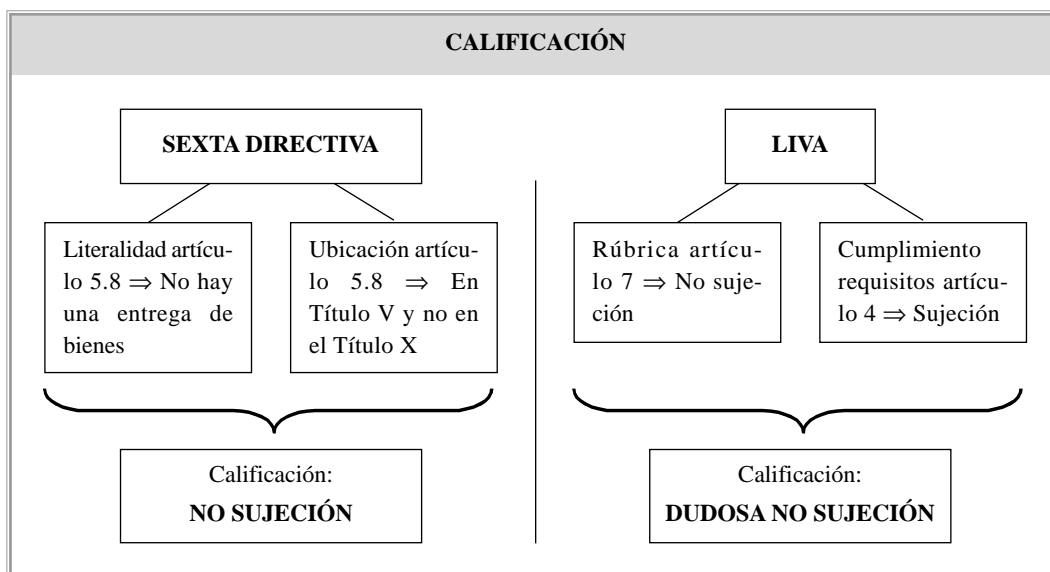 CALIFICACIÓN
SEXTA DIRECTIVA
Literalidad artícu-
lo 5.8 ⇒ No hay
una entrega de
bienes
Ubicación artícu-
lo 5.8 ⇒ En
Título V y no en
el Título X
Calificación:
NO SUJECIÓN
LIVA
Rúbrica artícu-
lo 7 ⇒ No suje-
ción
Cumplimiento
requisitos artícu-
lo 4 ⇒ Sujeción
Calificación:
DUDOSA NO SUJECIÓN